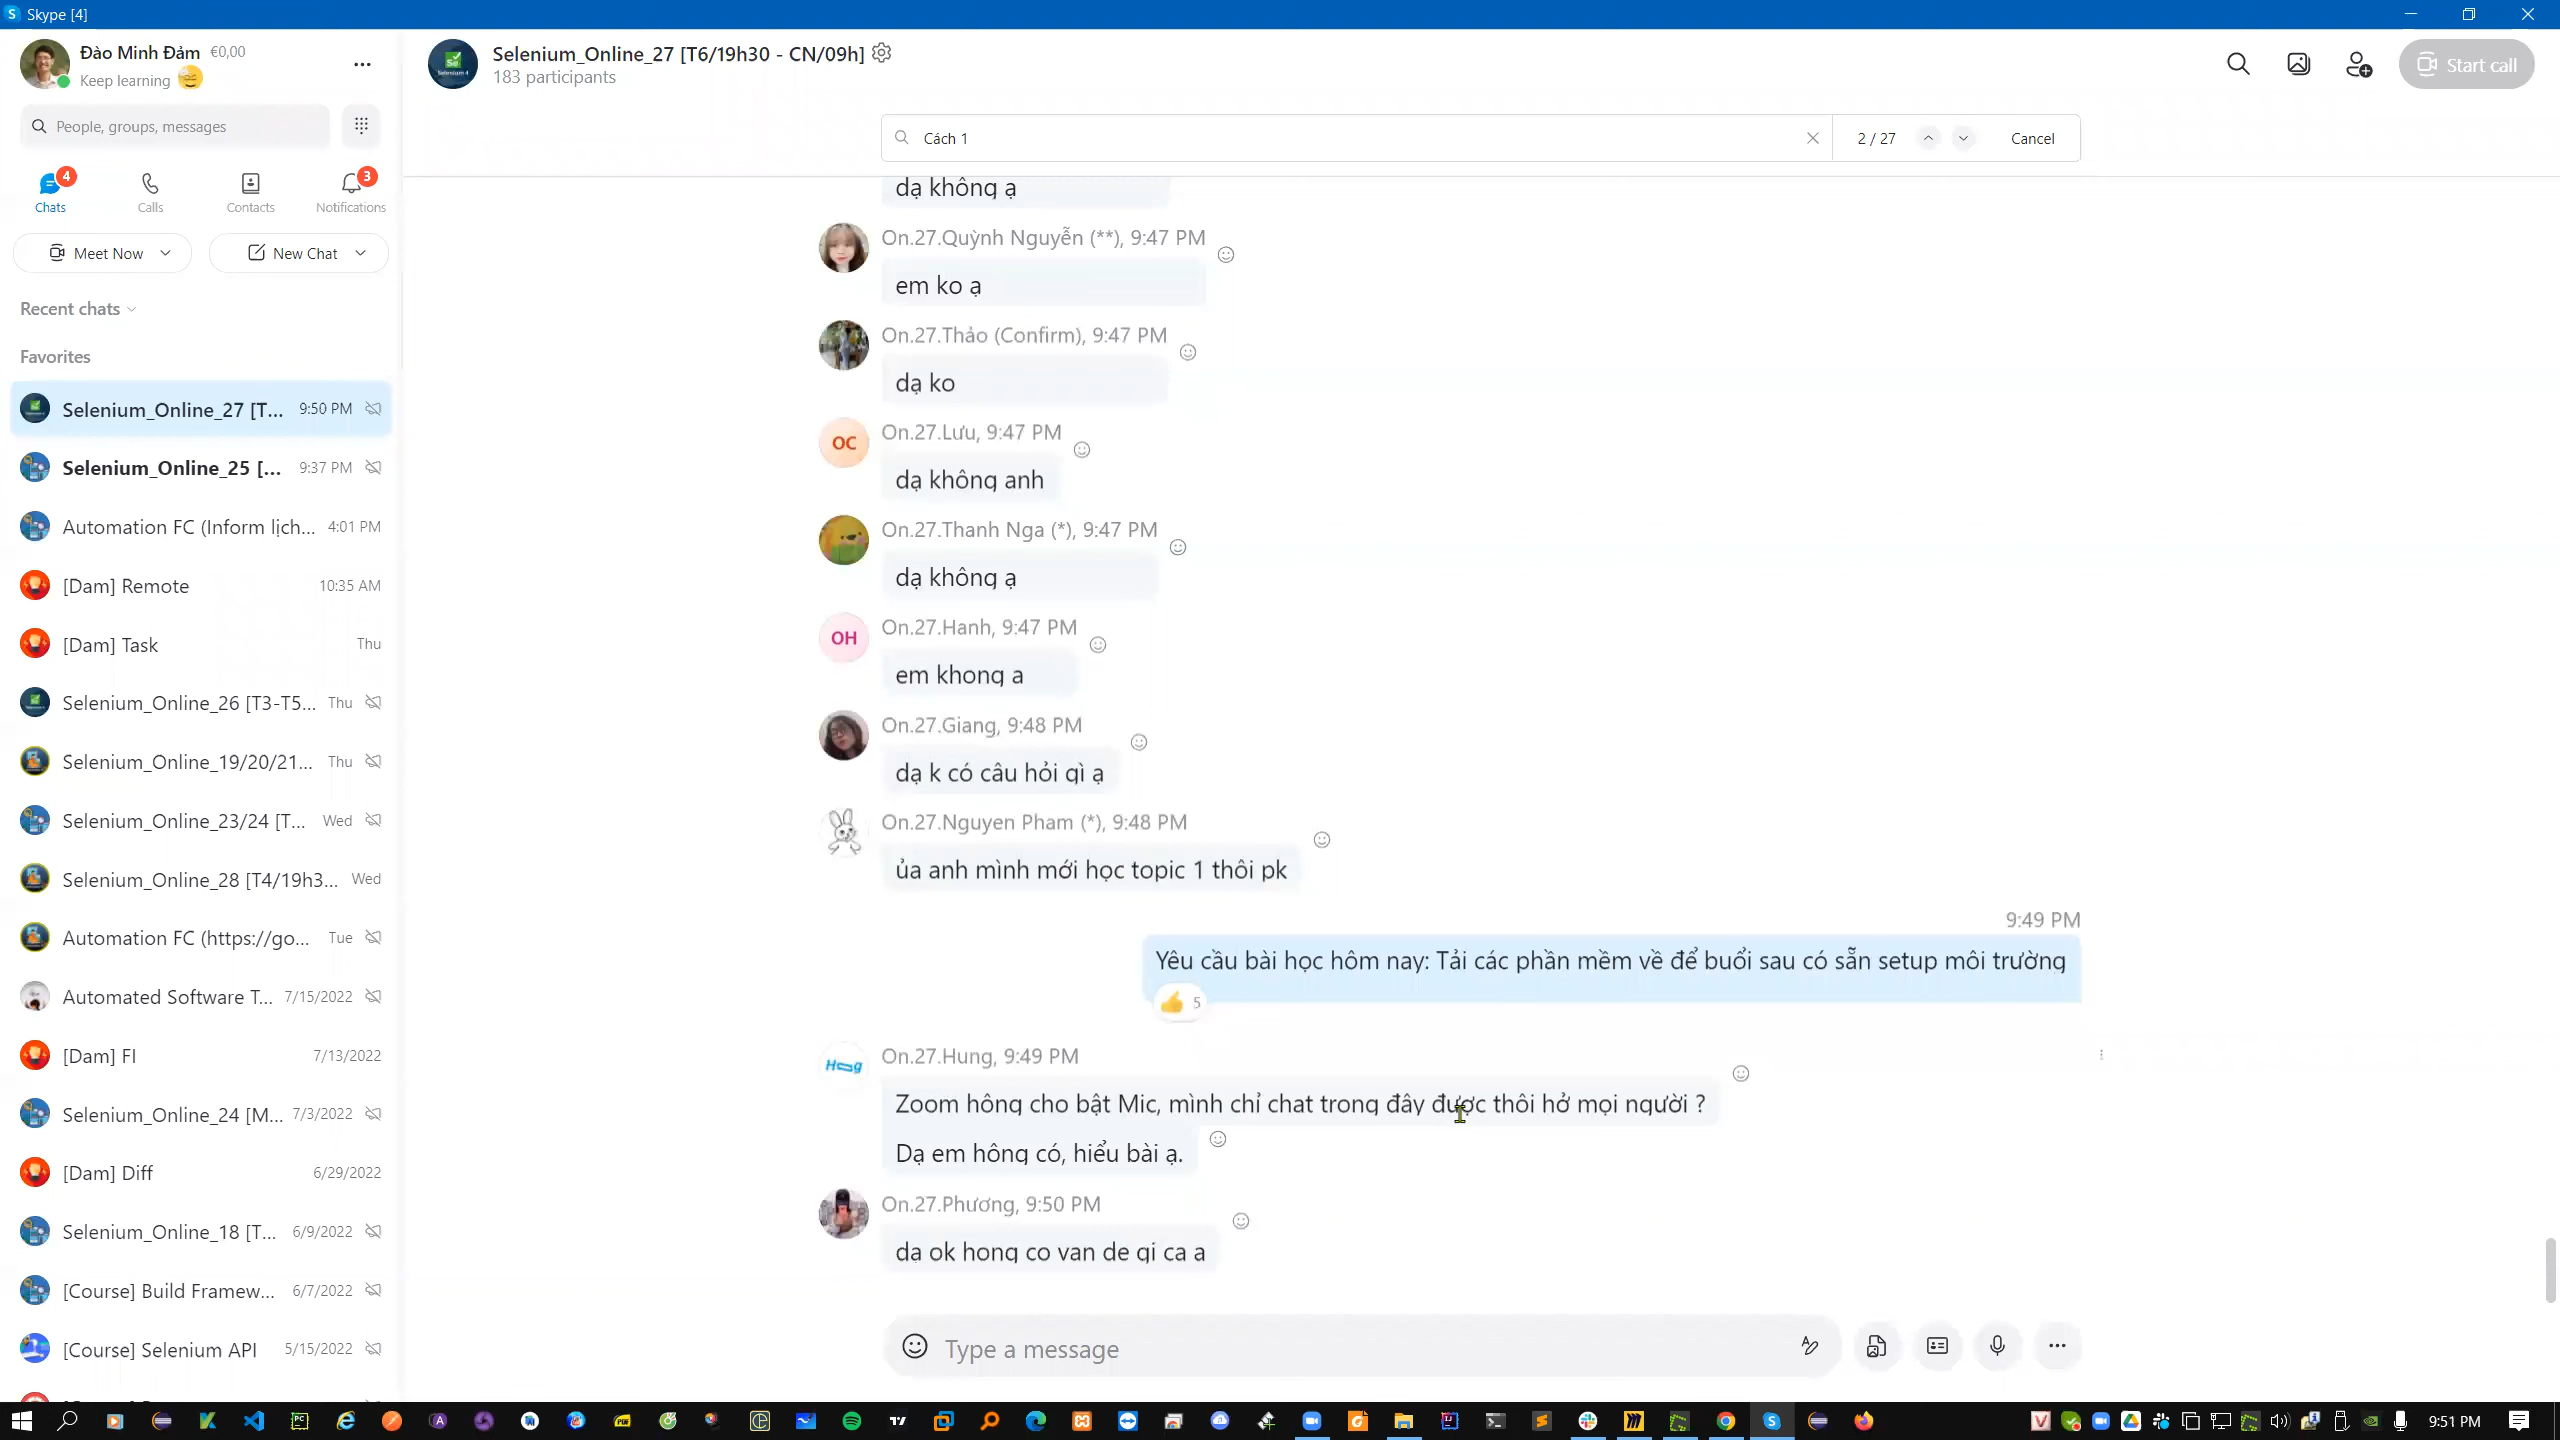 Skype [4]
Đào Minh Đảm €0,00
Keep learning
People, groups, messages
4
Chats
Calls
Contacts
3
Notifications
Meet Now
New Chat
Recent chats
Favorites
Selenium_Online_27 [T... 9:50 PM
Selenium_Online_25 [... 9:37 PM
Automation FC (Inform lịch... 4:01 PM
[Dam] Remote 10:35 AM
[Dam] Task Thu
Selenium_Online_26 [T3-T5... Thu
Selenium_Online_19/20/21... Thu
Selenium_Online_23/24 [T... Wed
Selenium_Online_28 [T4/19h3... Wed
Automation FC (https://go... Tue
Automated Software T... 7/15/2022
[Dam] FI 7/13/2022
Selenium_Online_24 [M... 7/3/2022
[Dam] Diff 6/29/2022
Selenium_Online_18 [T... 6/9/2022
[Course] Build Framew... 6/7/2022
[Course] Selenium API 5/15/2022
Selenium_Online_27 [T6/19h30 - CN/09h]
183 participants
Start call
Cách 1
2 / 27
Cancel
dạ không ạ
On.27.Quỳnh Nguyễn (**), 9:47 PM
em ko ạ
On.27.Thảo (Confirm), 9:47 PM
dạ ko
OC
On.27.Lưu, 9:47 PM
dạ không anh
On.27.Thanh Nga (*), 9:47 PM
dạ không ạ
OH
On.27.Hanh, 9:47 PM
em khong a
On.27.Giang, 9:48 PM
dạ k có câu hỏi gì ạ
On.27.Nguyen Pham (*), 9:48 PM
ủa anh mình mới học topic 1 thôi pk
9:49 PM
Yêu cầu bài học hôm nay: Tải các phần mềm về để buổi sau có sẵn setup môi trường
5
On.27.Hung, 9:49 PM
Zoom hông cho bật Mic, mình chỉ chat trong đây được thôi hở mọi người ?
Dạ em hông có, hiểu bài ạ.
On.27.Phương, 9:50 PM
dạ ok hong co van de gi ca a
Type a message
9:51 PM